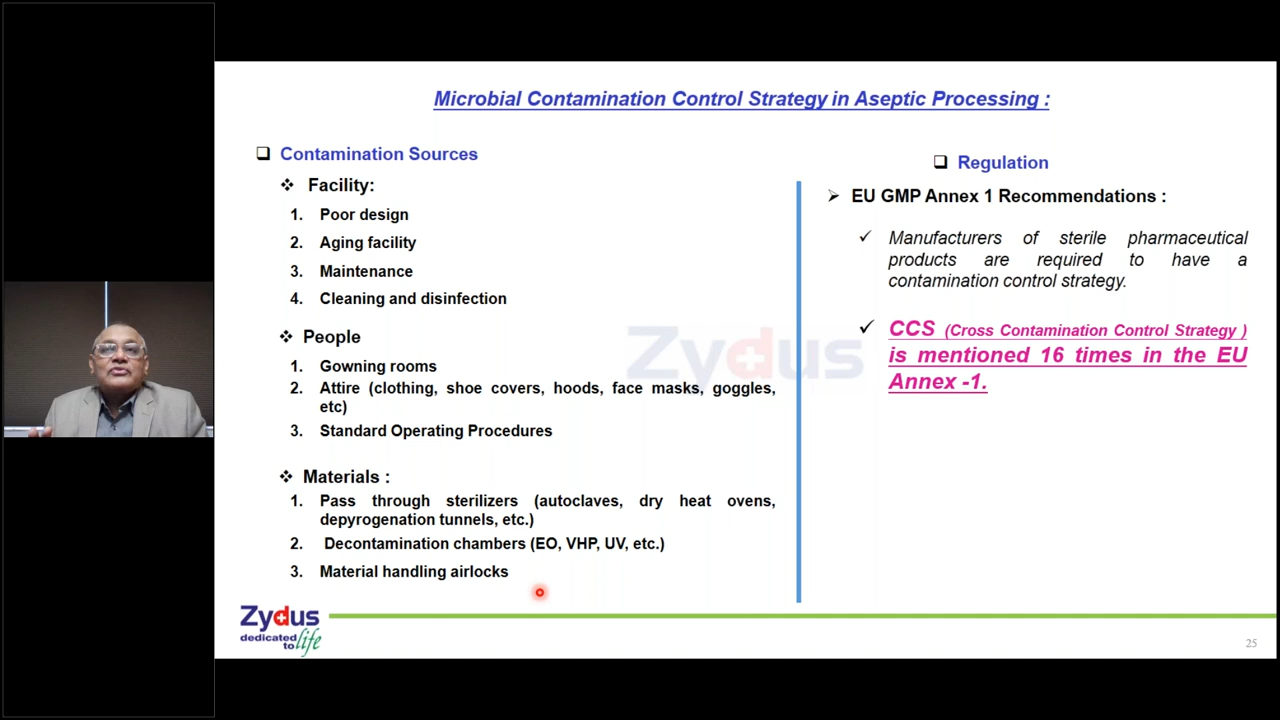 Microbial Contamination Control Strategy in Aseptic Processing :
Contamination Sources
Facility:
1. Poor design
2. Aging facility
3. Maintenance
4. Cleaning and disinfection
People
1. Gowning rooms
2. Attire (clothing, shoe covers, hoods, face masks, goggles,
etc)
3. Standard Operating Procedures
Materials :
1. Pass through sterilizers (autoclaves, dry heat ovens,
depyrogenation tunnels, etc.)
2. Decontamination chambers (EO, VHP, UV, etc.)
3. Material handling airlocks
Regulation
EU GMP Annex 1 Recommendations :
Manufacturers of sterile pharmaceutical
products are required to have a
contamination control strategy.
CCS (Cross Contamination Control Strategy )
is mentioned 16 times in the EU
Annex -1.
Zydus
Zydus
dedicated
to life
25